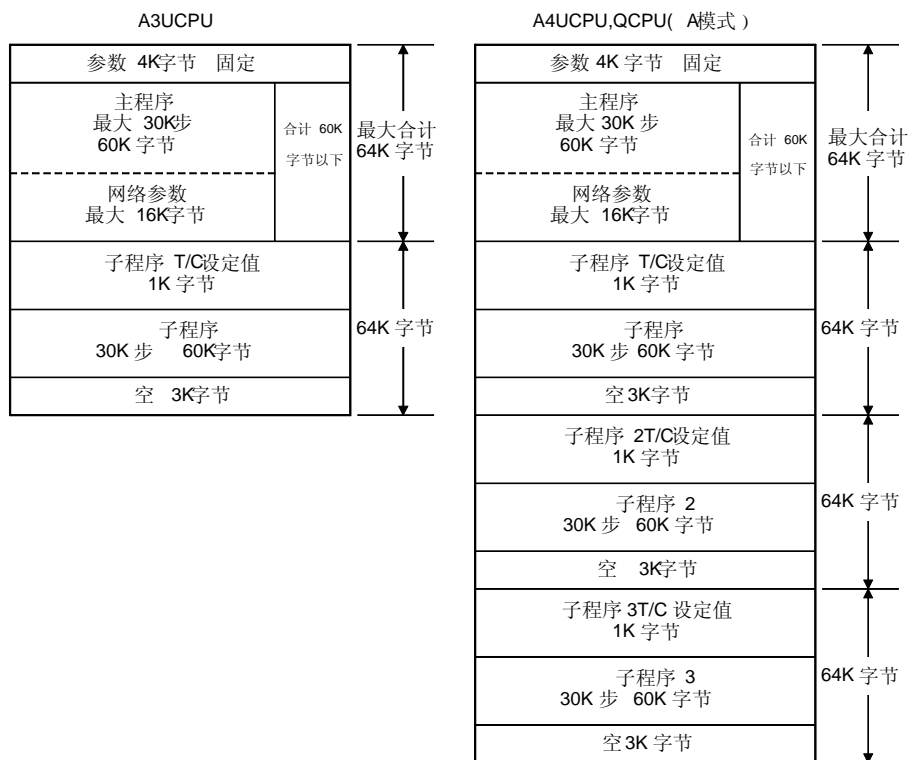 A3UCPU
参数 4K字节 固定
主程序
最大 30K步
60K 字节
合计 60K
字节以下
网络参数
最大 16K字节
最大合计
64K 字节
子程序 T/C设定值
1K 字节
子程序
30K 步 60K字节
空 3K字节
64K 字节
A4UCPU,QCPU( A模式 )
参数 4K 字节 固定
主程序
最大 30K 步
60K 字节
合计 60K
字节以下
网络参数
最大 16K字节
最大合计
64K 字节
子程序 T/C设定值
1K 字节
子程序
30K 步 60K 字节
空 3K字节
64K 字节
子程序 2T/C设定值
1K 字节
子程序 2
30K 步 60K 字节
空 3K字节
64K 字节
子程序 3T/C 设定值
1K 字节
子程序 3
30K 步 60K 字节
空 3K 字节
64K 字节